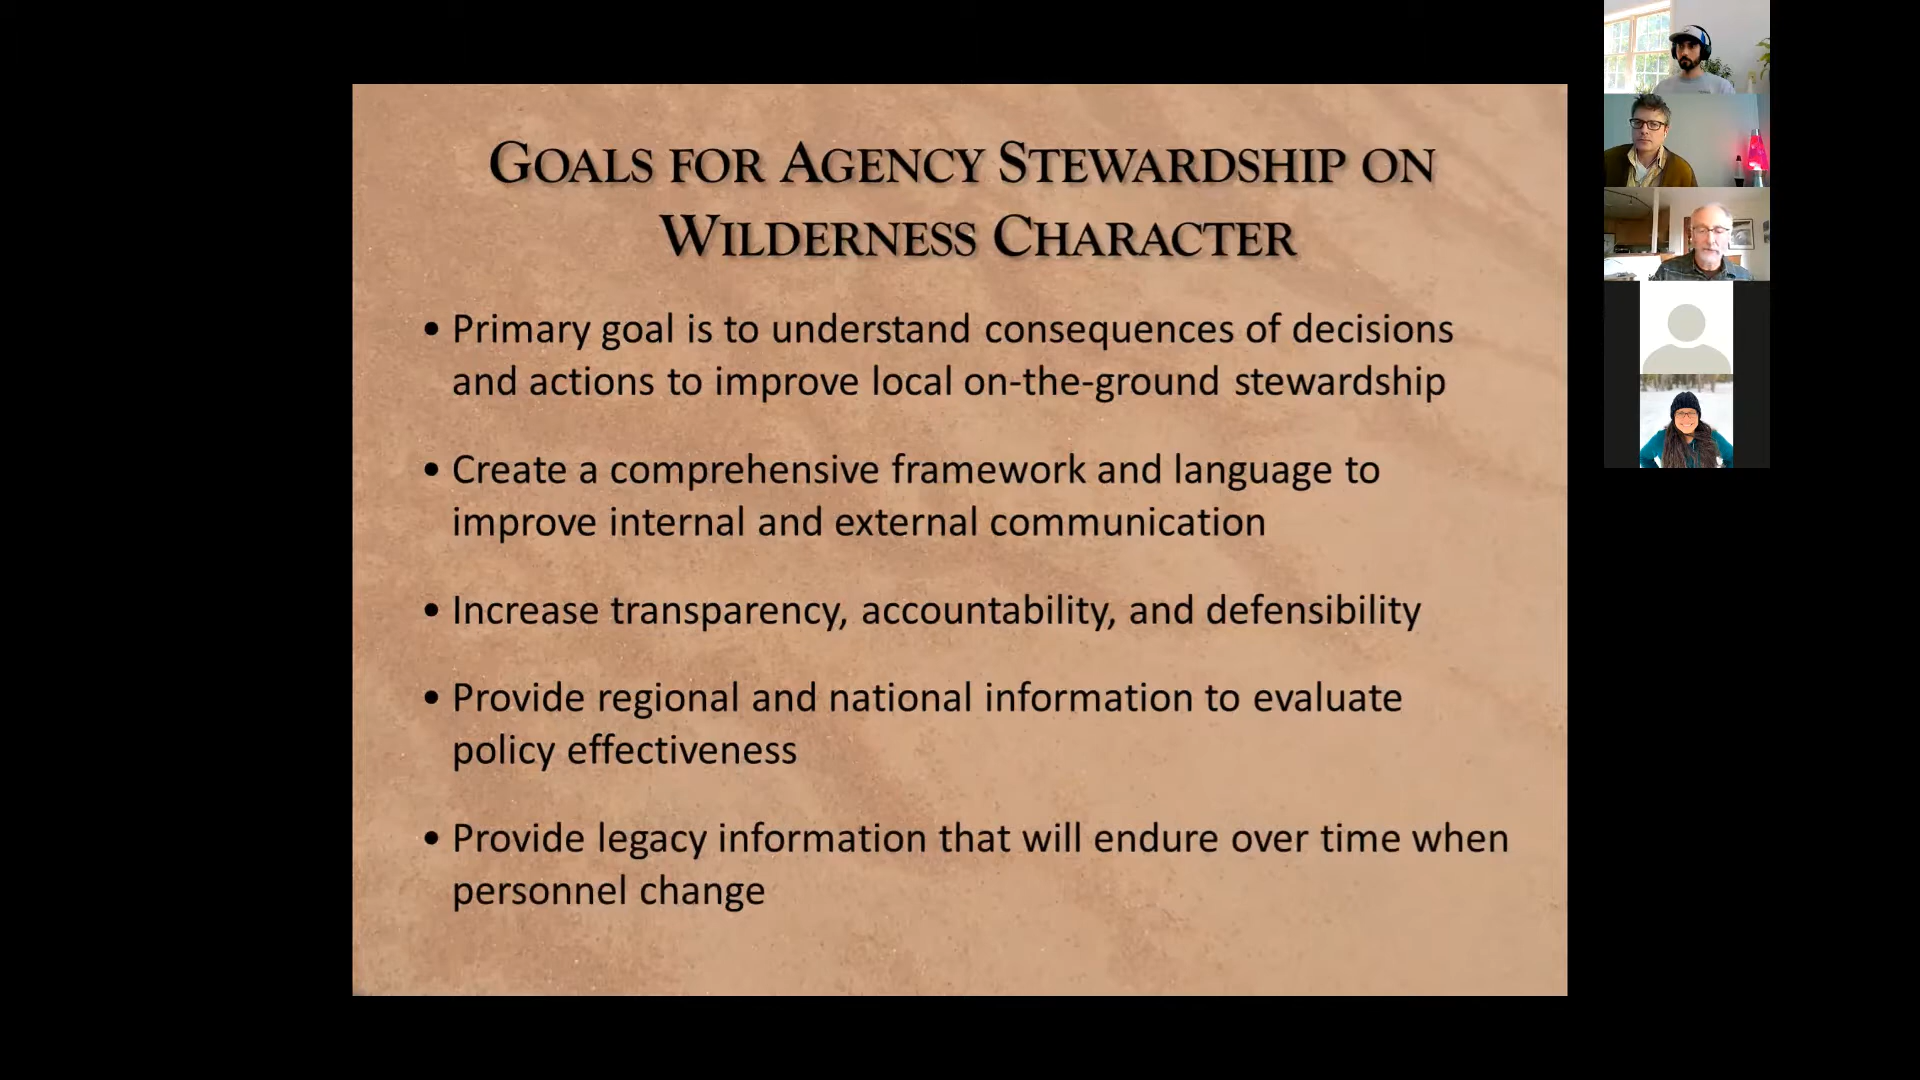 GOALS FOR AGENCY STEWARDSHIP ON
WILDERNESS CHARACTER
• Primary goal is to understand consequences of decisions
and actions to improve local on-the-ground stewardship
• Create a comprehensive framework and language to
improve internal and external communication
• Increase transparency, accountability, and defensibility
• Provide regional and national information to evaluate
policy effectiveness
• Provide legacy information that will endure over time when
personnel change